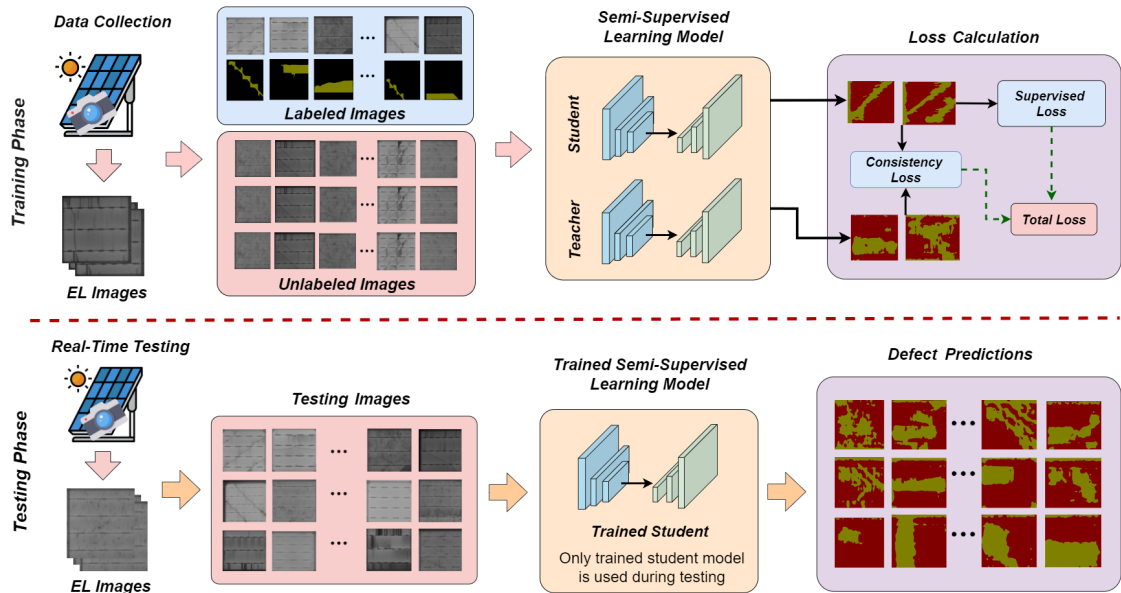 Data Collection
Semi-Supervised
Learning Model
Loss Calculation
Training Phase
EL Images
Labeled Images
Unlabeled Images
Student
Teacher
Supervised
Loss
Consistency
Loss
Total Loss
Real-Time Testing
Testing Images
Trained Semi-Supervised
Learning Model
Defect Predictions
Testing Phase
EL Images
Trained Student
Only trained student model
is used during testing